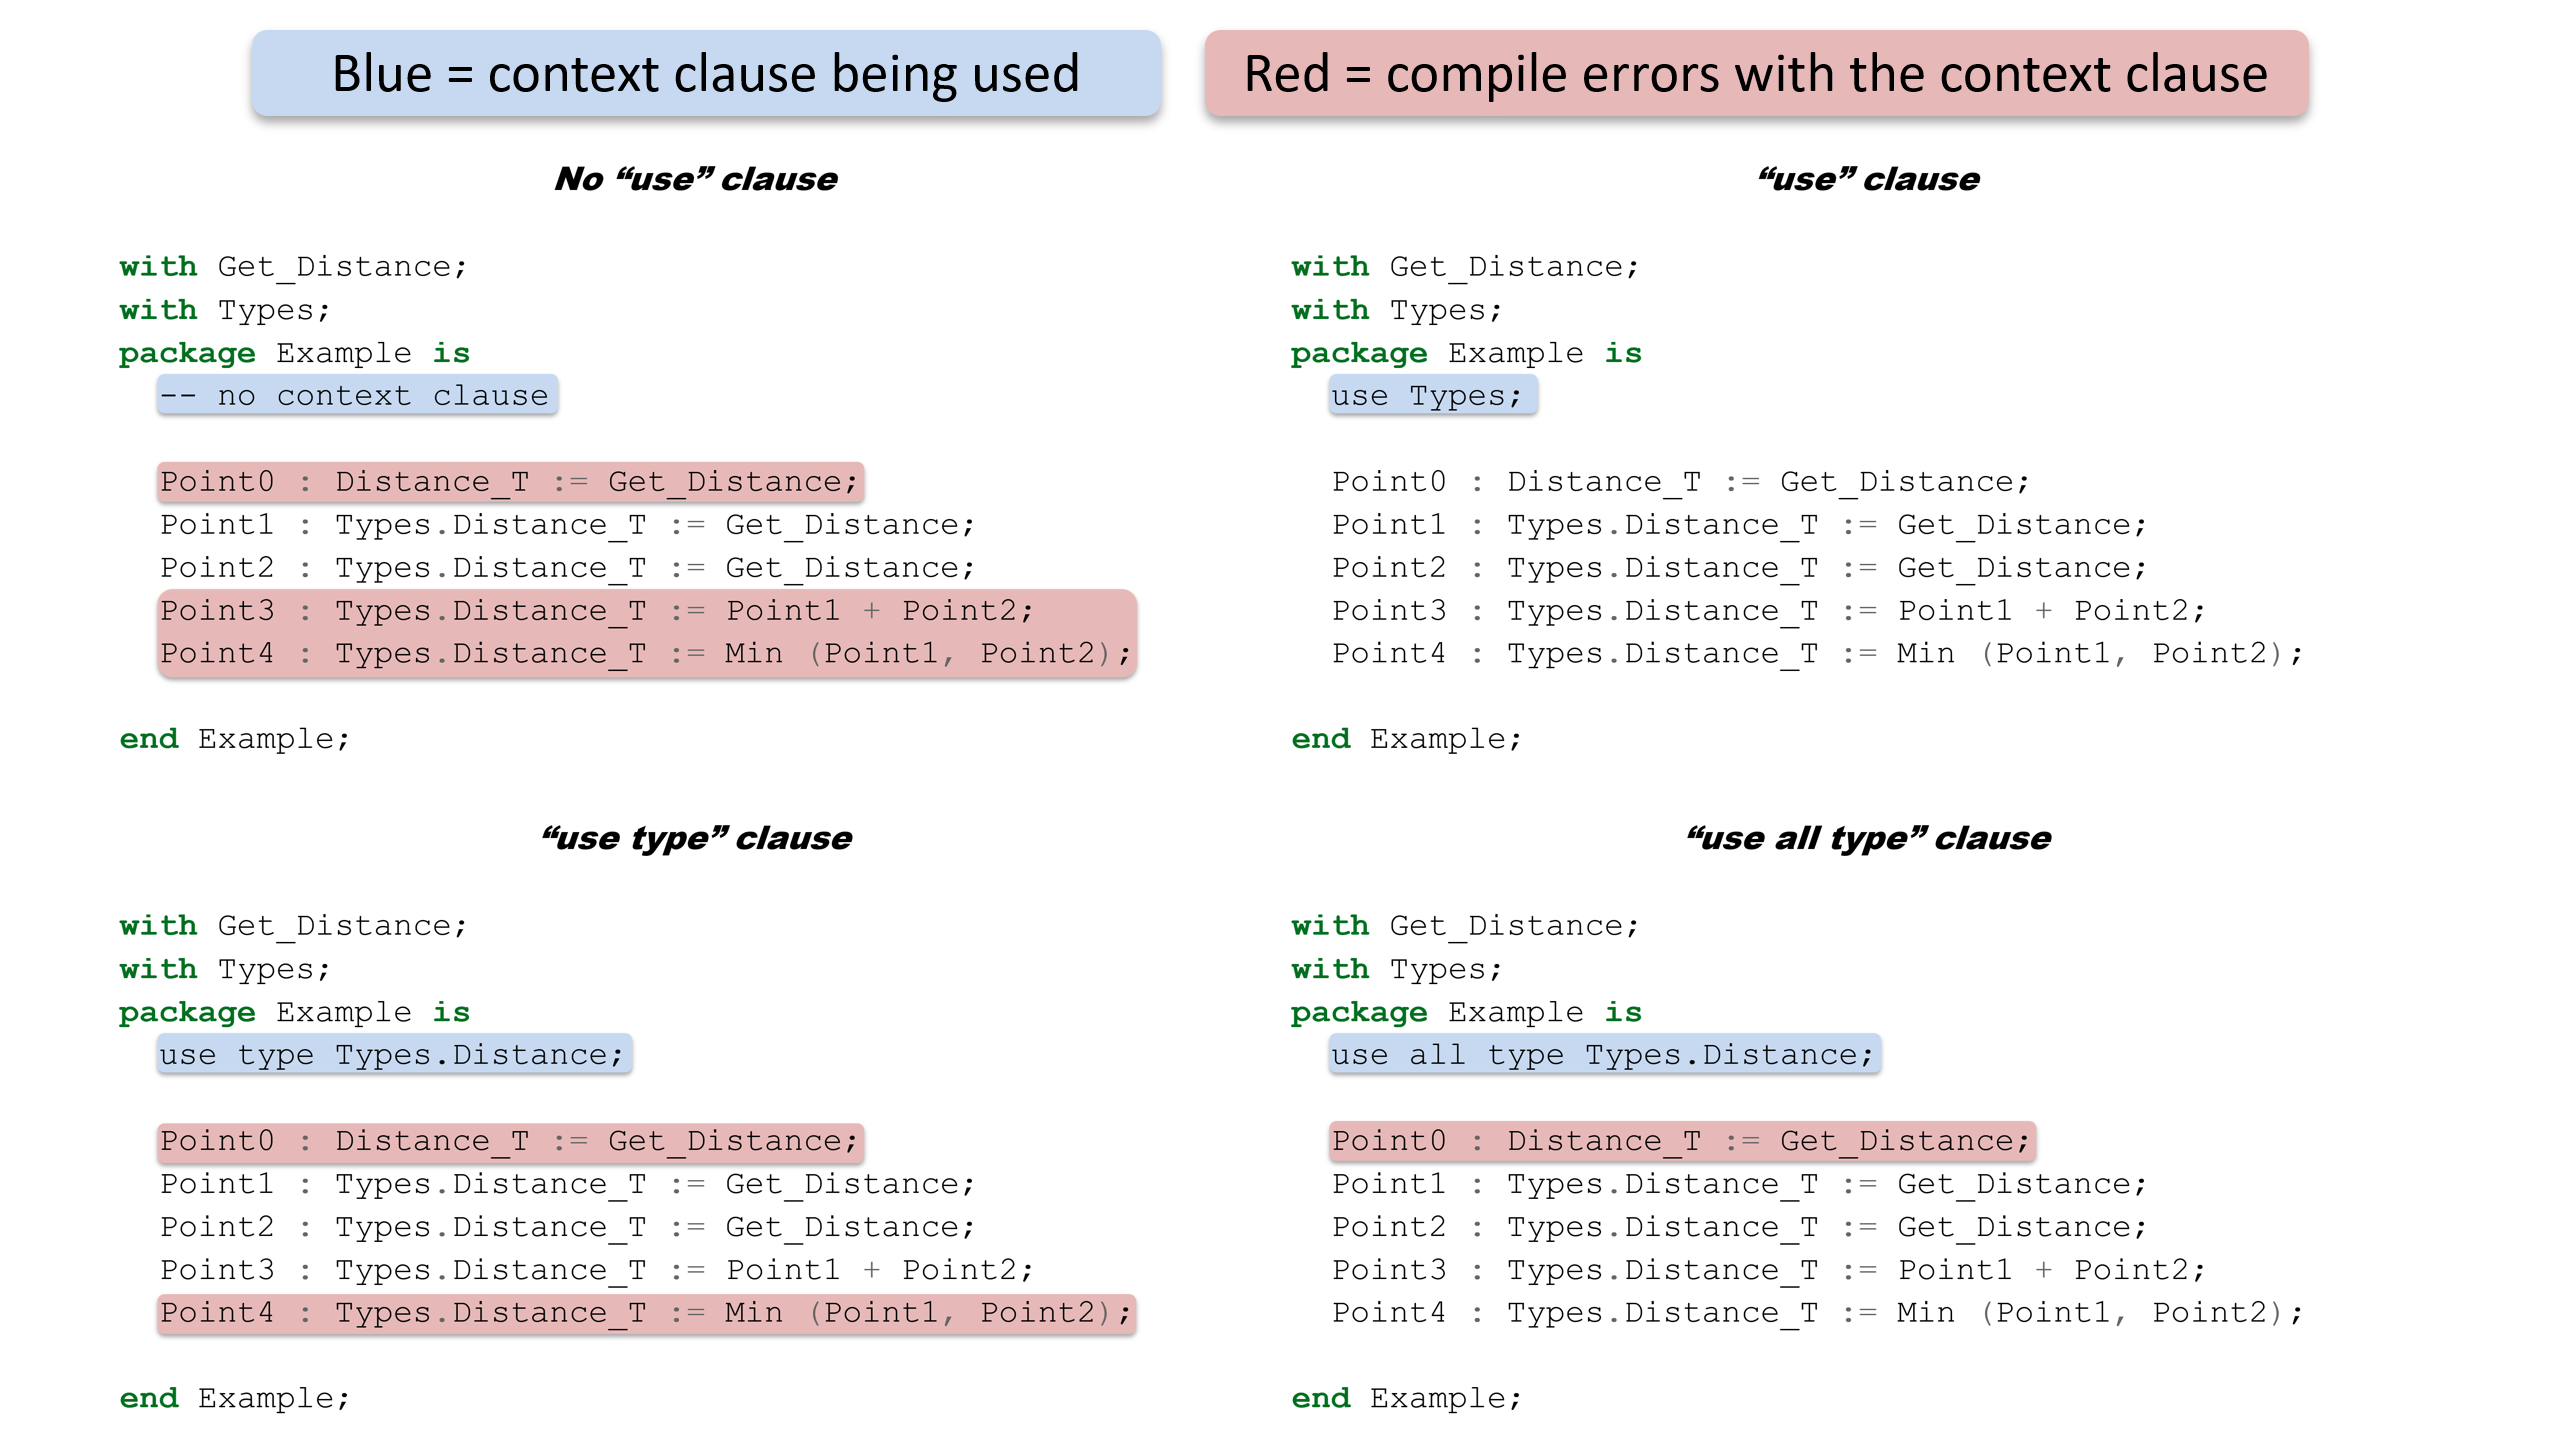 Blue = context clause being used
Red = compile errors with the context clause
No “use” clause
with Get_Distance;
with Types;
package Example is
-- no context clause
Point0 : Distance_T := Get_Distance;
Point1 : Types.Distance_T := Get_Distance;
Point2 : Types.Distance_T := Get_Distance;
Point3 : Types.Distance_T := Point1 + Point2;
Point4 : Types.Distance_T := Min (Point1, Point2);
end Example;
“use” clause
with Get_Distance;
with Types;
package Example is
use Types;
Point0 : Distance_T := Get_Distance;
Point1 : Types.Distance_T := Get_Distance;
Point2 : Types.Distance_T := Get_Distance;
Point3 : Types.Distance_T := Point1 + Point2;
Point4 : Types.Distance_T := Min (Point1, Point2);
end Example;
“use type” clause
with Get_Distance;
with Types;
package Example is
use type Types.Distance;
Point0 : Distance_T := Get_Distance;
Point1 : Types.Distance_T := Get_Distance;
Point2 : Types.Distance_T := Get_Distance;
Point3 : Types.Distance_T := Point1 + Point2;
Point4 : Types.Distance_T := Min (Point1, Point2);
end Example;
“use all type” clause
with Get_Distance;
with Types;
package Example is
use all type Types.Distance;
Point0 : Distance_T := Get_Distance;
Point1 : Types.Distance_T := Get_Distance;
Point2 : Types.Distance_T := Get_Distance;
Point3 : Types.Distance_T := Point1 + Point2;
Point4 : Types.Distance_T := Min (Point1, Point2);
end Example;